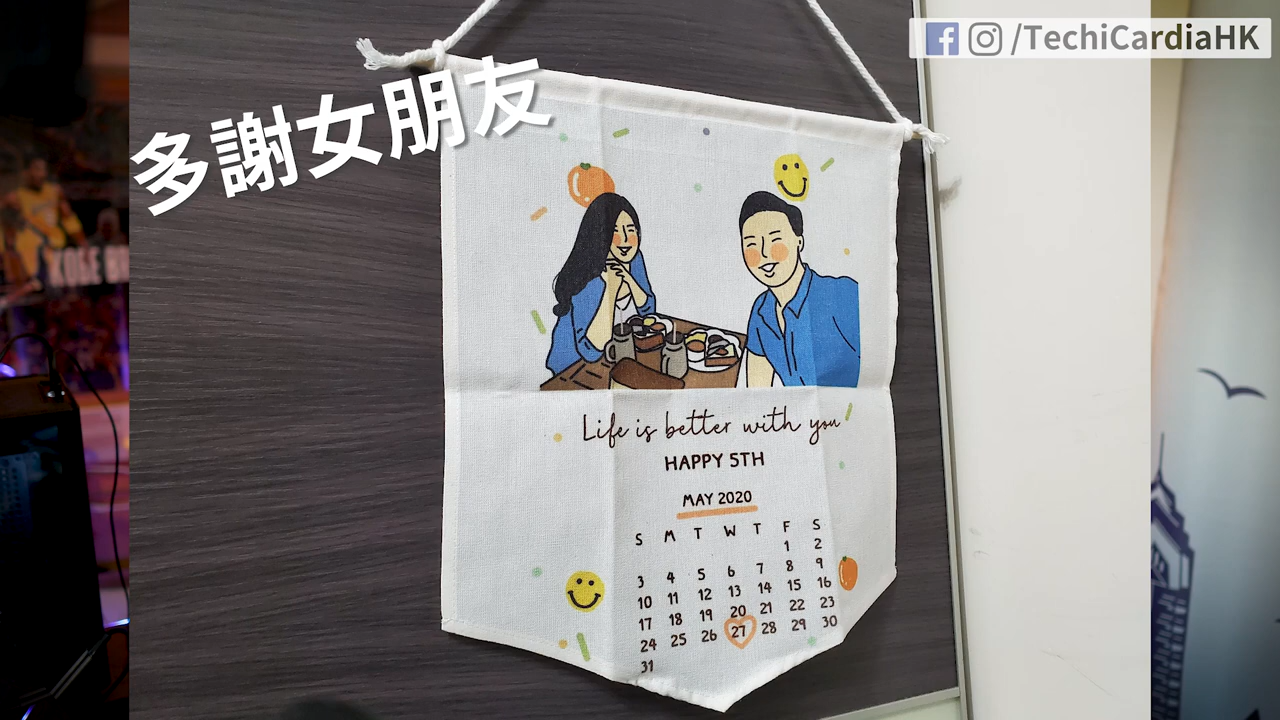 /TechiCardiaHK
多謝女朋友
KOBE
Life is better with you
HAPPY 5TH
MAY 2020
S M T W T F S
1 2
3 4 5 6 7 8 9
10 11 12 13 14 15 16
17 18 19 20 21 22 23
24 25 26 27 28 29 30
31